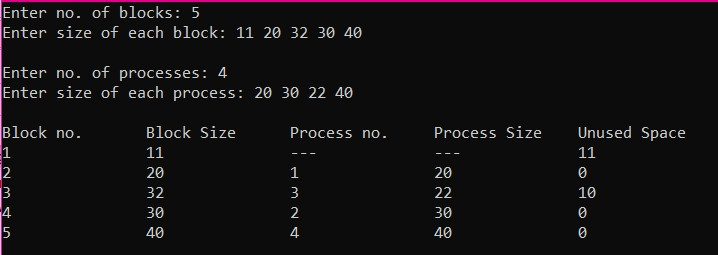 Enter no. of blocks: 5
Enter size of each block: 11 20 32 30 40
Enter no. of processes: 4
Enter size of each process: 20 30 22 40
Block no. Block Size Process no. Process Size Unused Space
1 11 --- --- 11
2 20 1 20 0
3 32 3 22 10
4 30 2 30 0
5 40 4 40 0